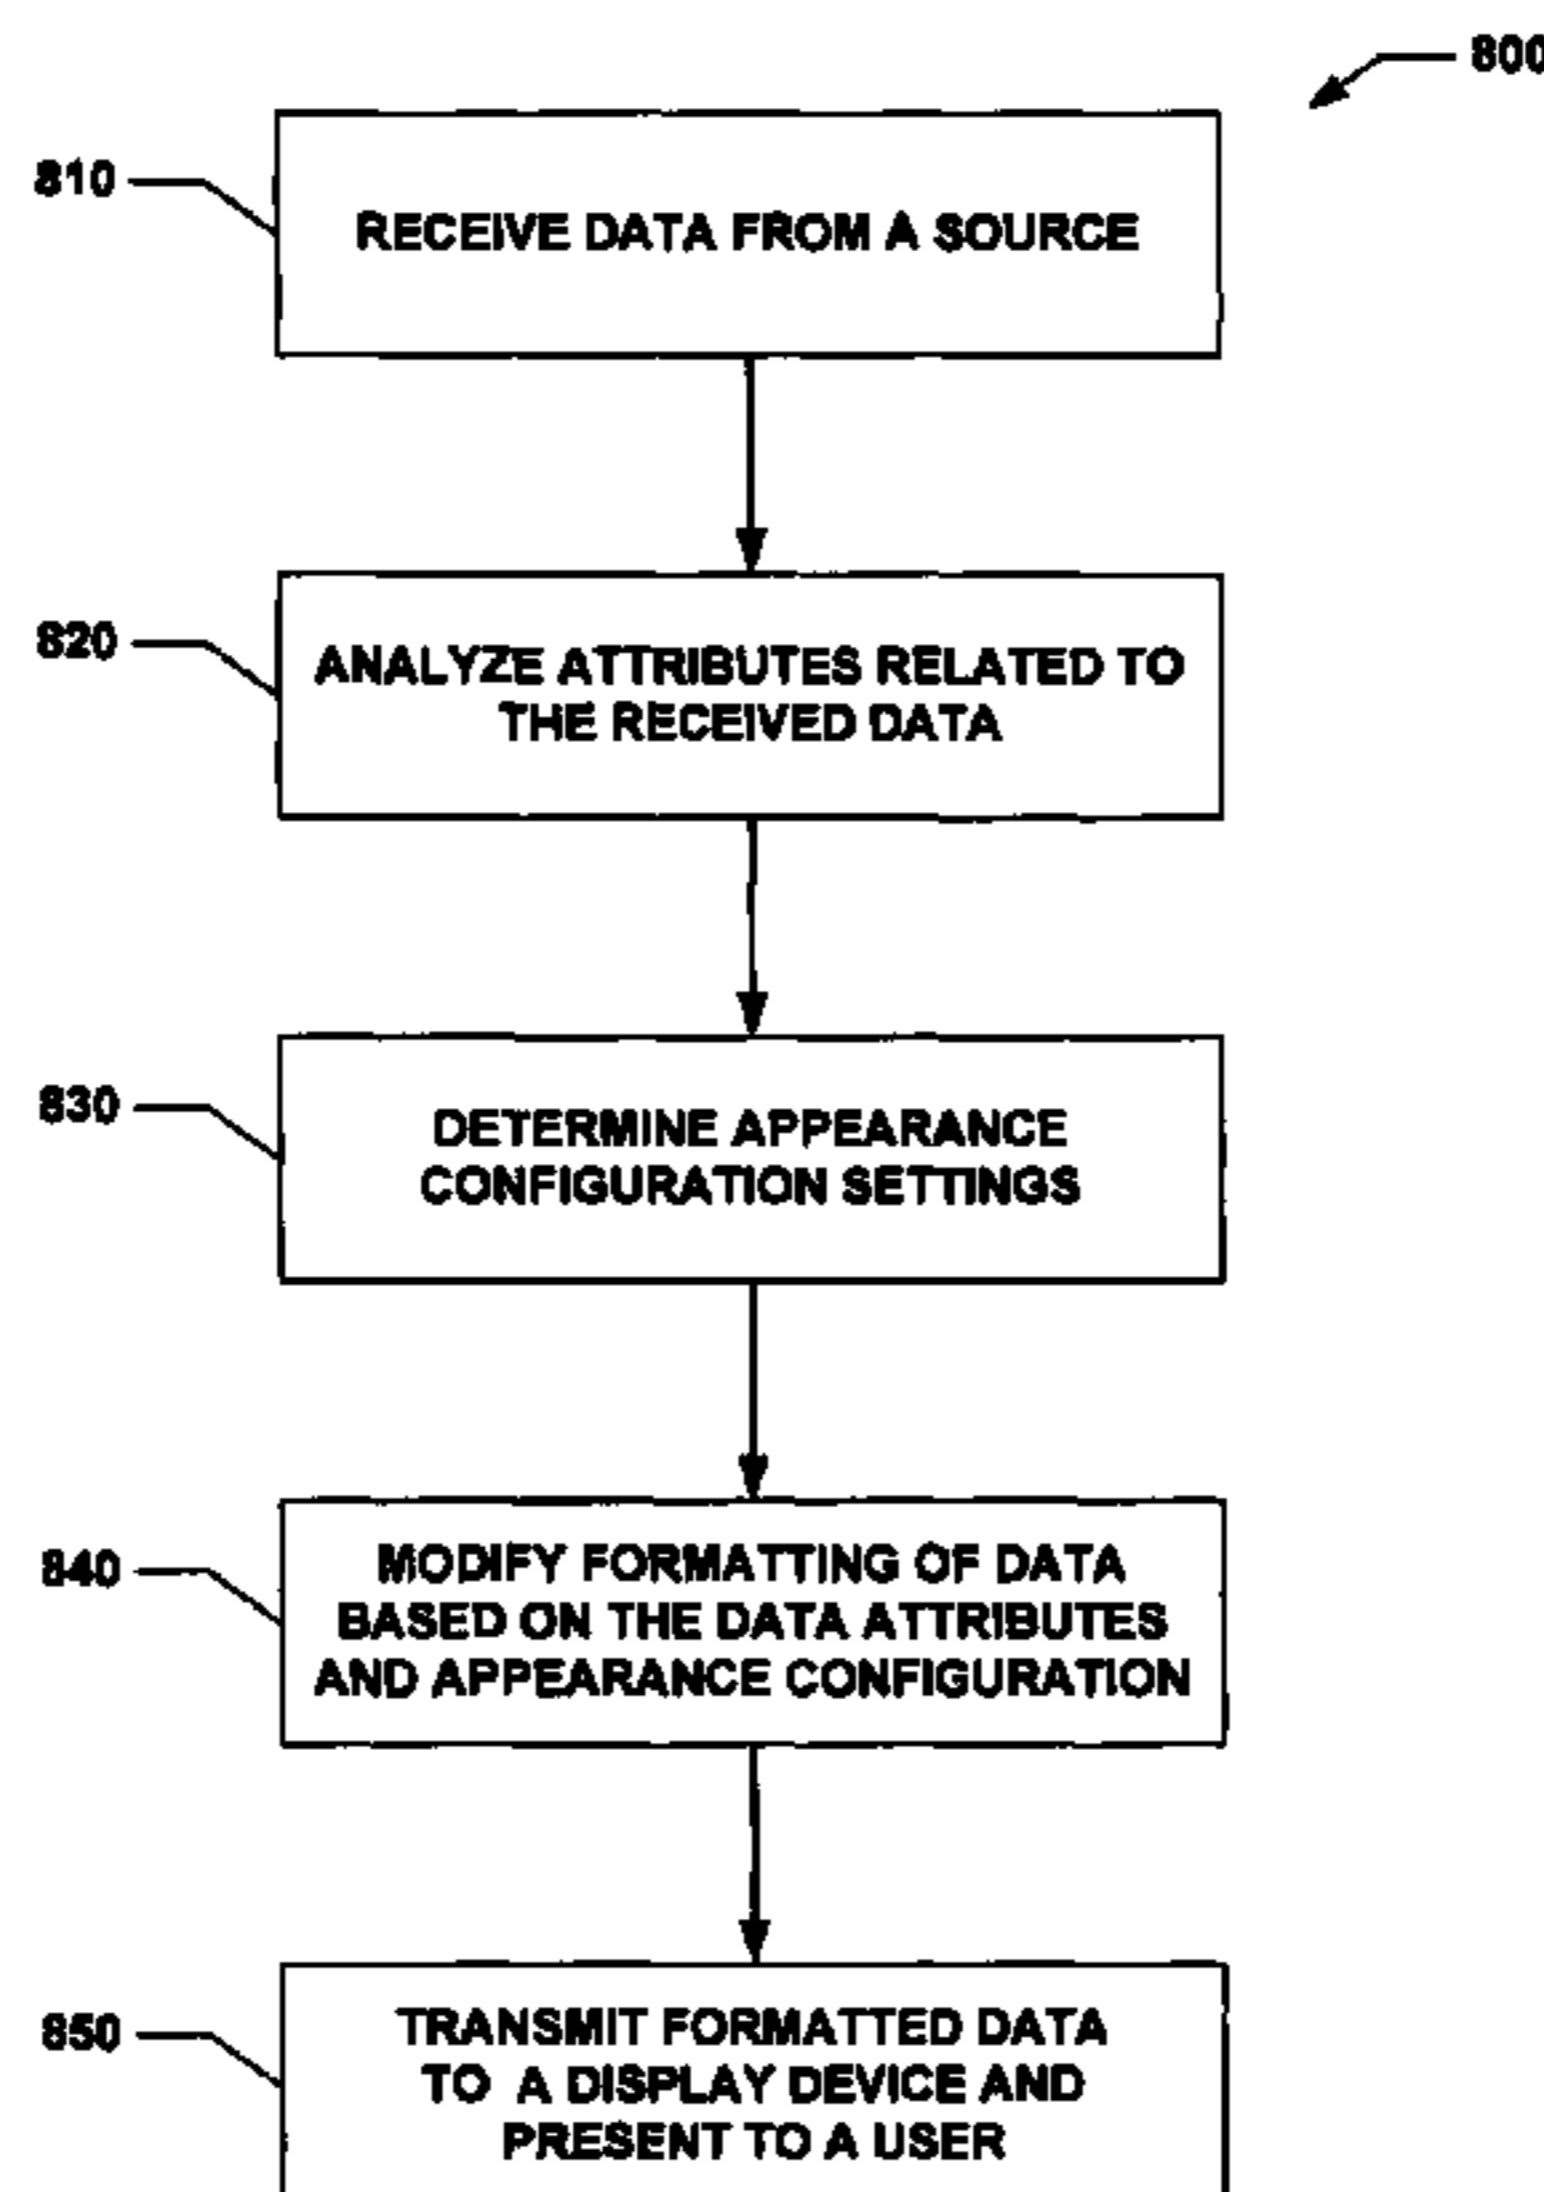 800
810
RECEIVE DATA FROM A SOURCE
820
ANALYZE ATTRIBUTES RELATED TO
THE RECEIVED DATA
830
DETERMINE APPEARANCE
CONFIGURATION SETTINGS
840
MODIFY FORMATTING OF DATA
BASED ON THE DATA ATTRIBUTES
AND APPEARANCE CONFIGURATION
850
TRANSMIT FORMATTED DATA
TO A DISPLAY DEVICE AND
PRESENT TO A USER